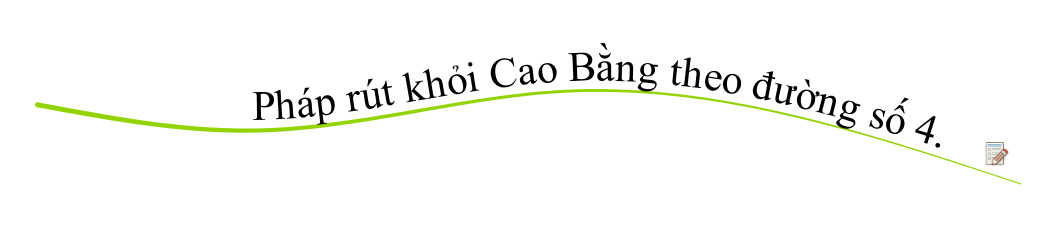 Pháp rút khỏi Cao Bằng theo đường số 4.